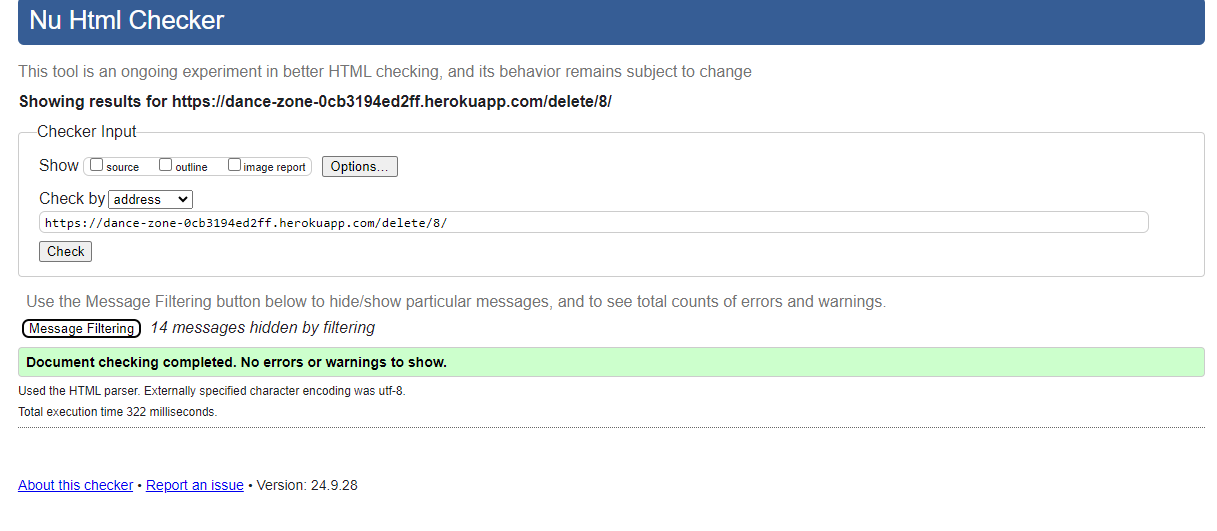 Nu Html Checker
This tool is an ongoing experiment in better HTML checking, and its behavior remains subject to change
Showing results for https://dance-zone-0cb3194ed2ff.herokuapp.com/delete/8/
Checker Input
Show source outline image report Options...
Check by address
https://dance-zone-0cb3194ed2ff.herokuapp.com/delete/8/
Check
Use the Message Filtering button below to hide/show particular messages, and to see total counts of errors and warnings.
Message Filtering 14 messages hidden by filtering
Document checking completed. No errors or warnings to show.
Used the HTML parser. Externally specified character encoding was utf-8.
Total execution time 322 milliseconds.
About this checker • Report an issue • Version: 24.9.28